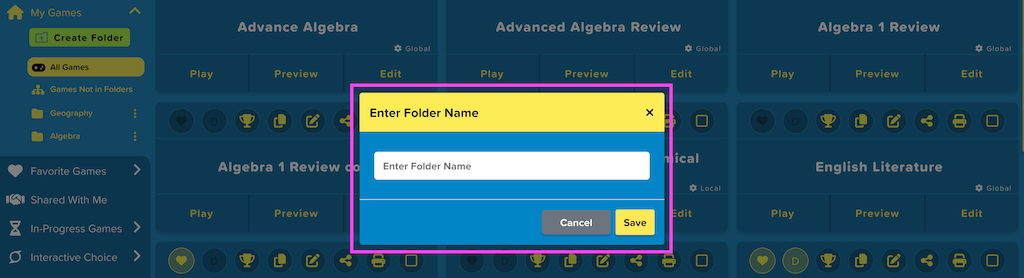 My Games
Create Folder
All Games
Games Not in Folders
Geography
Algebra
Favorite Games
Shared With Me
In-Progress Games
Interactive Choice
Advance Algebra
Global
Play Preview Edit
Advanced Algebra Review
Global
Play Preview Edit
Algebra 1 Review
Global
Play Preview Edit
D
Algebra 1 Review co
Play Preview
mical
Local
Edit
English Literature
Global
Play Preview Edit
D
D
Enter Folder Name
×
Enter Folder Name
Cancel
Save